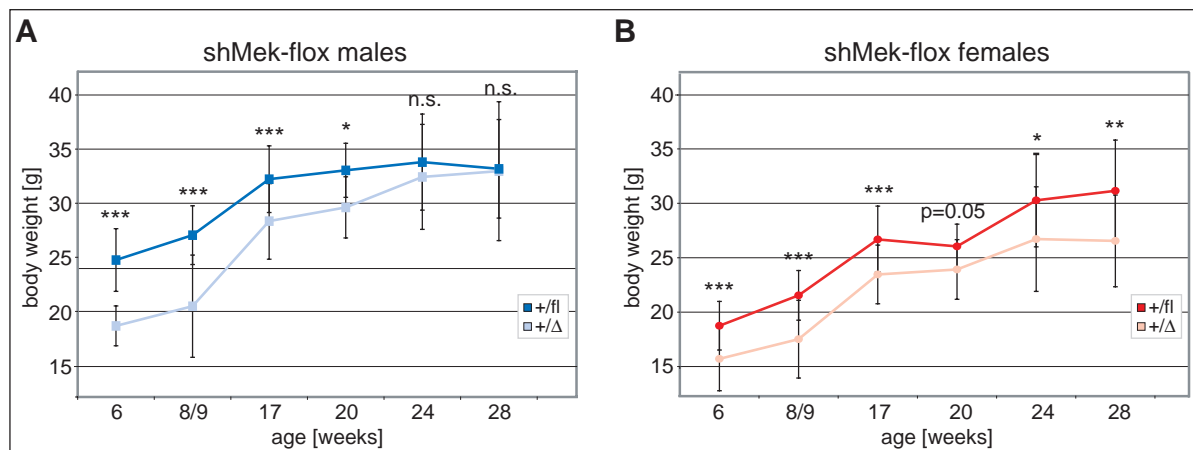 A
shMek-flox males
body weight [g]
40
35
30
25
20
15
***
***
***
*
n.s.
n.s.
+/fl
+/Δ
6 8/9 17 20 24 28
age [weeks]
B
shMek-flox females
body weight [g]
40
35
30
25
20
15
***
***
***
p=0.05
*
**
+/fl
+/Δ
6 8/9 17 20 24 28
age [weeks]